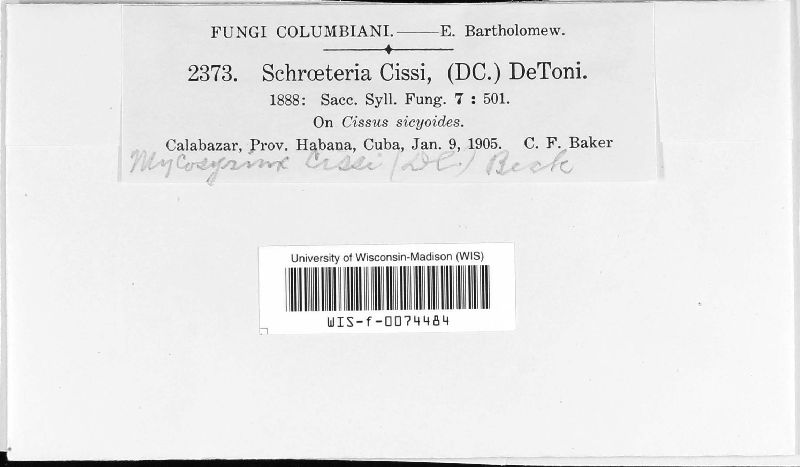 FUNGI COLUMBIANI.——E. Bartholomew.
2373. Schrœteria Cissi, (DC.) DeToni.
1888: Sacc. Syll. Fung. 7 : 501.
On Cissus sicyoides.
Calabazar, Prov. Habana, Cuba, Jan. 9, 1905. C. F. Baker
Mycosyrinx Cissi (DC.) Beck
University of Wisconsin-Madison (WIS)
WIS-f-0074484